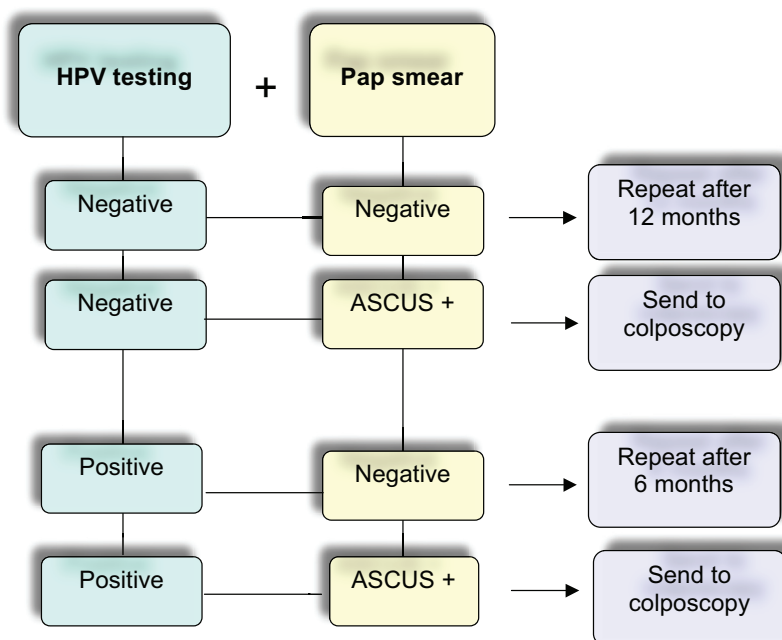 HPV testing
+
Pap smear
Negative
Negative
Repeat after
12 months
Negative
ASCUS +
Send to
colposcopy
Positive
Negative
Repeat after
6 months
Positive
ASCUS +
Send to
colposcopy